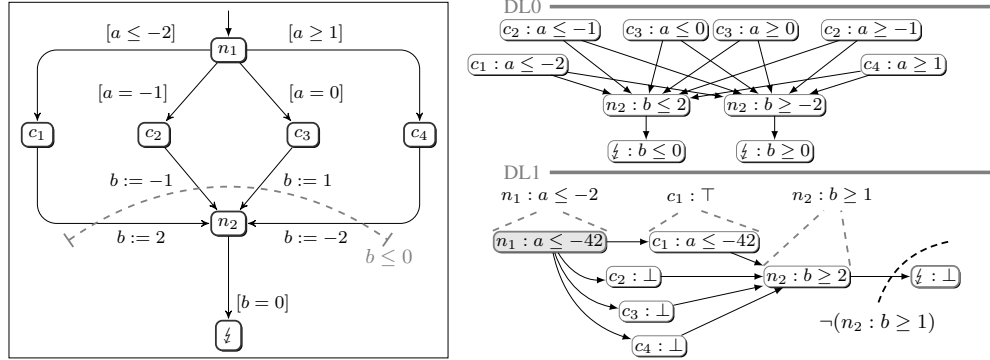 [a ≤ −2]
[a ≥ 1]
n₁
[a = −1]
[a = 0]
c₁
c₂
c₃
c₄
b := −1
b := 1
n₂
b := 2
b := −2
b ≤ 0
[b = 0]
↯
DL0
c₂ : a ≤ −1
c₃ : a ≤ 0
c₃ : a ≥ 0
c₂ : a ≥ −1
c₁ : a ≤ −2
c₄ : a ≥ 1
n₂ : b ≤ 2
n₂ : b ≥ −2
↯ : b ≤ 0
↯ : b ≥ 0
DL1
n₁ : a ≤ −2
c₁ : ⊤
n₂ : b ≥ 1
n₁ : a ≤ −42
c₁ : a ≤ −42
c₂ : ⊥
n₂ : b ≥ 2
↯ : ⊥
c₃ : ⊥
¬(n₂ : b ≥ 1)
c₄ : ⊥